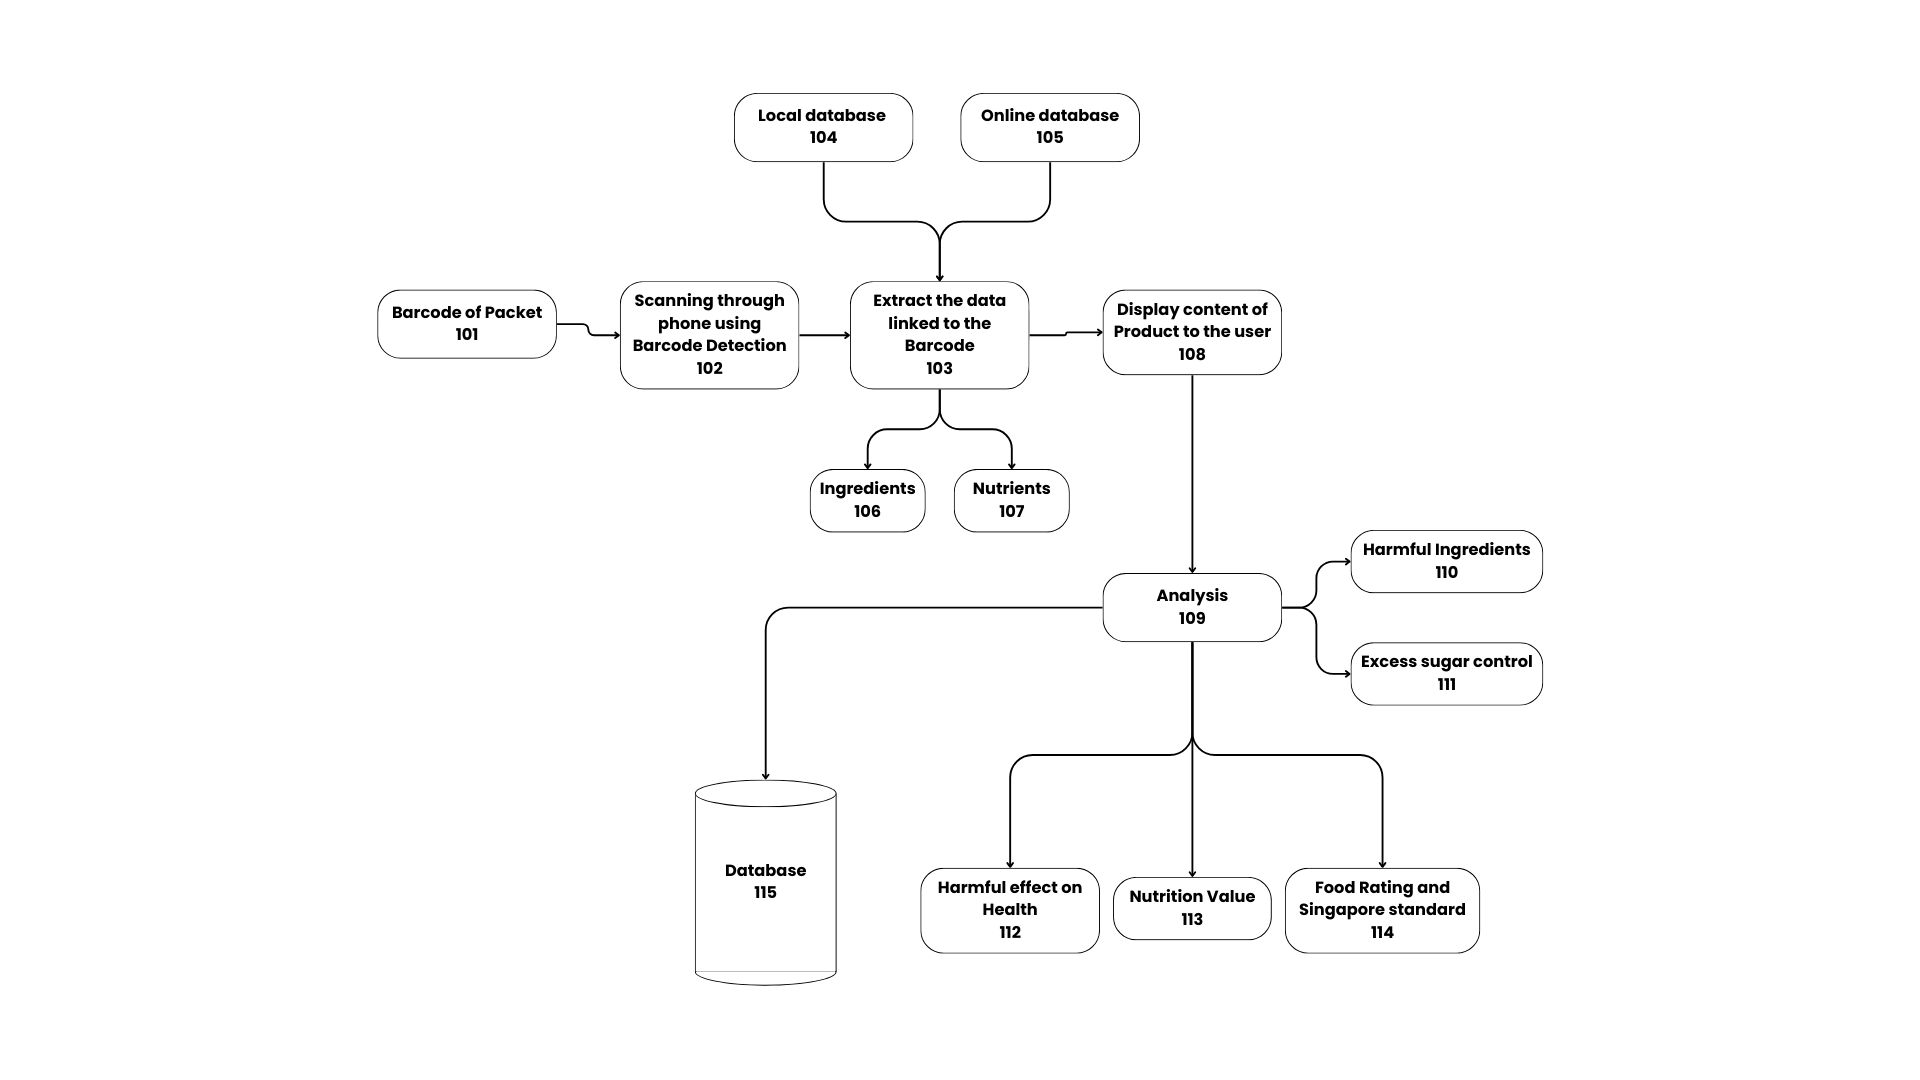 Local database
104
Online database
105
Barcode of Packet
101
Scanning through
phone using
Barcode Detection
102
Extract the data
linked to the
Barcode
103
Display content of
Product to the user
108
Ingredients
106
Nutrients
107
Harmful Ingredients
110
Analysis
109
Excess sugar control
111
Database
115
Harmful effect on
Health
112
Nutrition Value
113
Food Rating and
Singapore standard
114